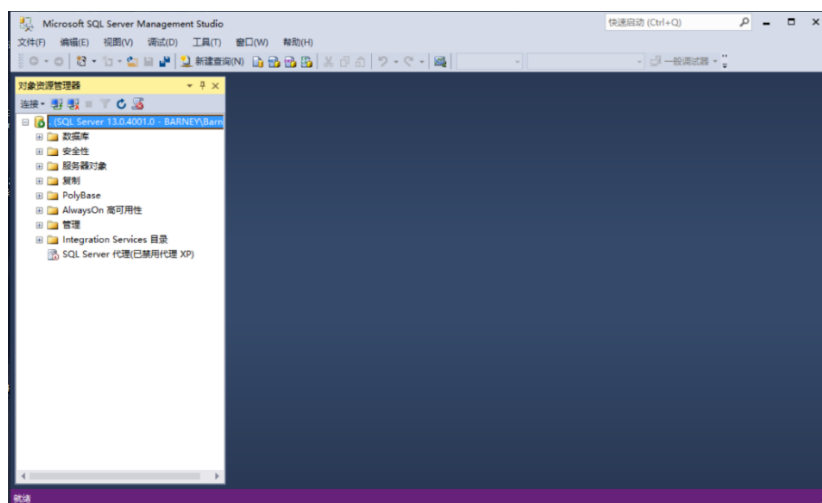 Microsoft SQL Server Management Studio
快速启动 (Ctrl+Q)
文件(F) 编辑(E) 视图(V) 调试(D) 工具(T) 窗口(W) 帮助(H)
新建查询(N) 一般调试器
对象资源管理器
连接
. (SQL Server 13.0.4001.0 - BARNEY\Barn
数据库
安全性
服务器对象
复制
PolyBase
AlwaysOn 高可用性
管理
Integration Services 目录
SQL Server 代理(已禁用代理 XP)
就绪